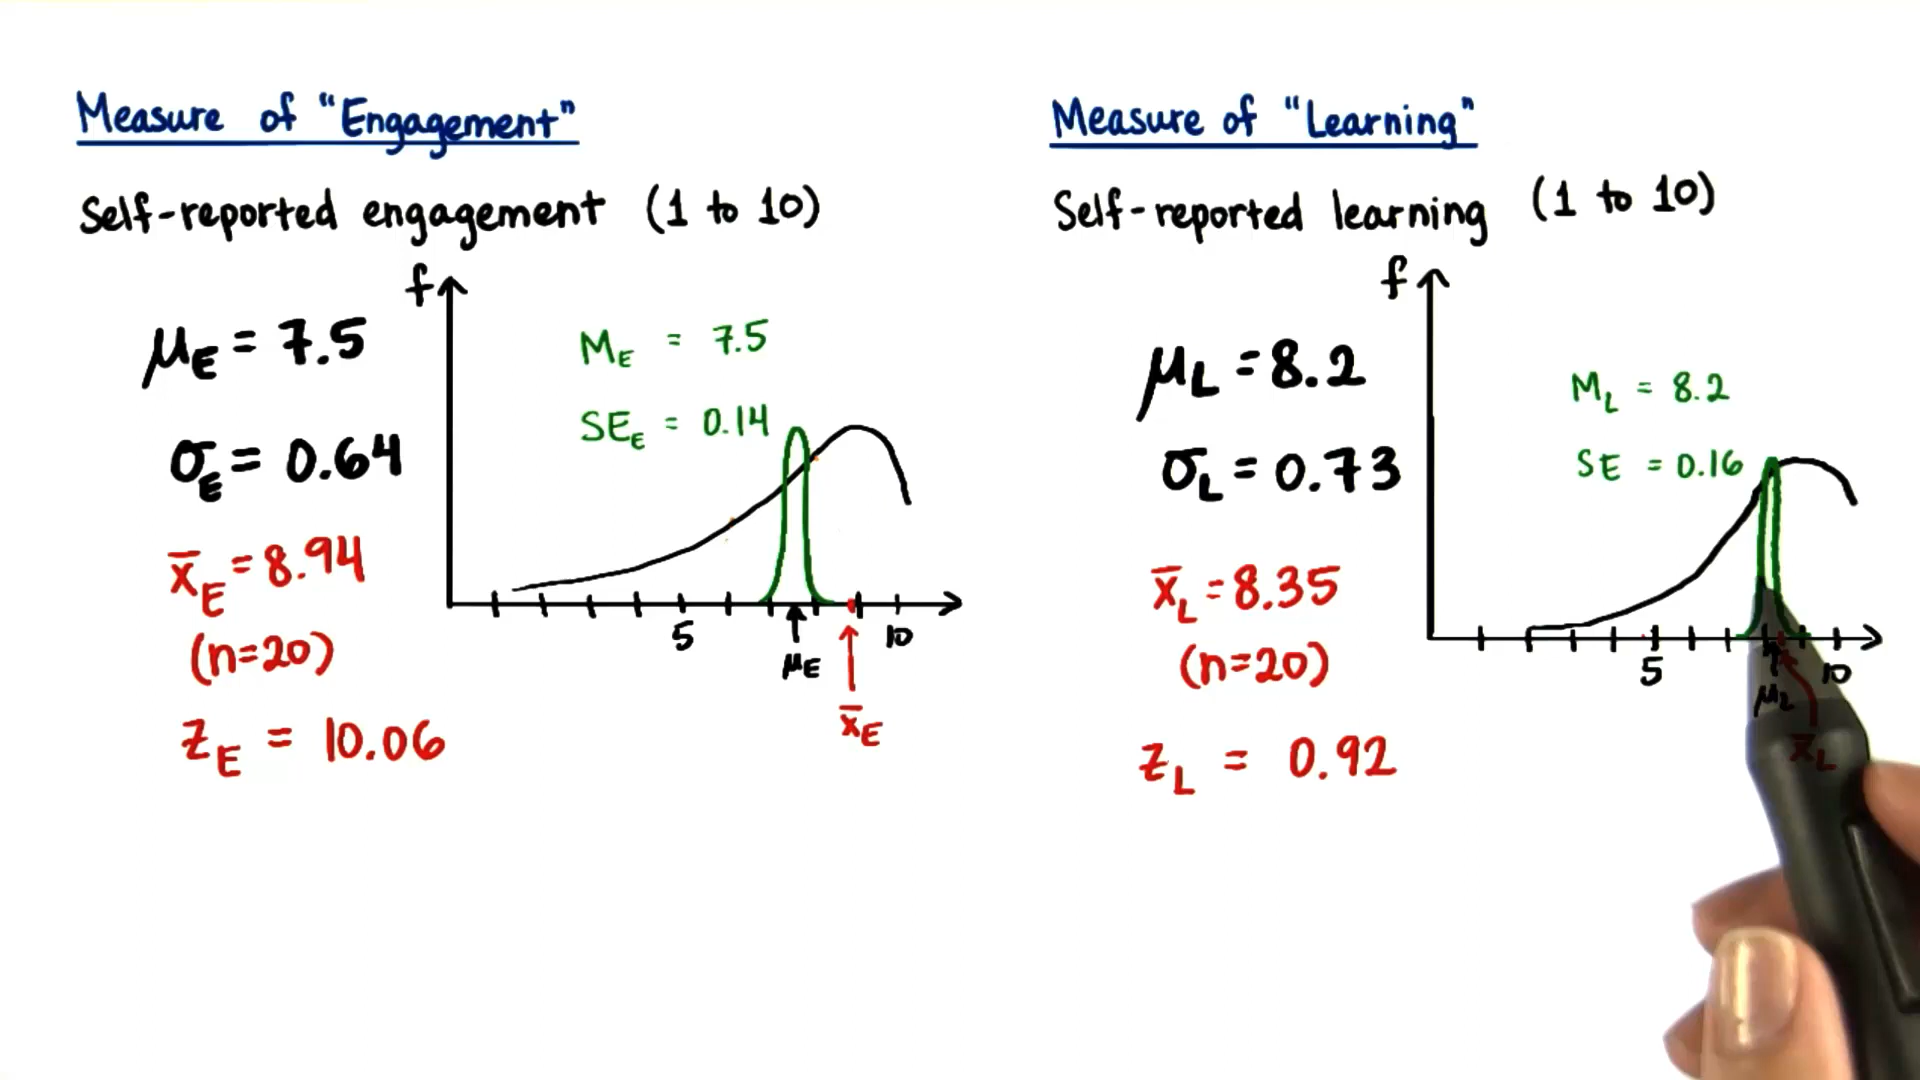 Measure of "Engagement"
Self-reported engagement (1 to 10)
f
μE = 7.5
ME = 7.5
σE = 0.64
SEE = 0.14
x̄E = 8.94
(n=20)
5
10
μE
x̄E
zE = 10.06
Measure of "Learning"
Self-reported learning (1 to 10)
f
μL = 8.2
ML = 8.2
σL = 0.73
SE = 0.16
x̄L = 8.35
(n=20)
5
10
μL
x̄L
zL = 0.92